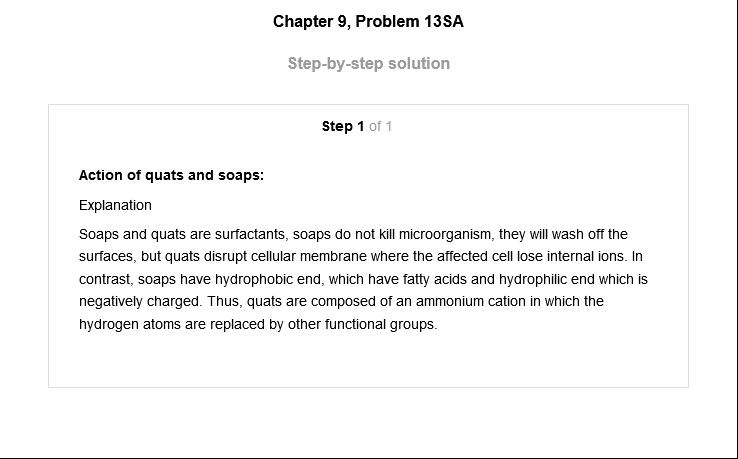 Chapter 9, Problem 13SA
Step-by-step solution
Step 1 of 1
Action of quats and soaps:
Explanation
Soaps and quats are surfactants, soaps do not kill microorganism, they will wash off the
surfaces, but quats disrupt cellular membrane where the affected cell lose internal ions. In
contrast, soaps have hydrophobic end, which have fatty acids and hydrophilic end which is
negatively charged. Thus, quats are composed of an ammonium cation in which the
hydrogen atoms are replaced by other functional groups.